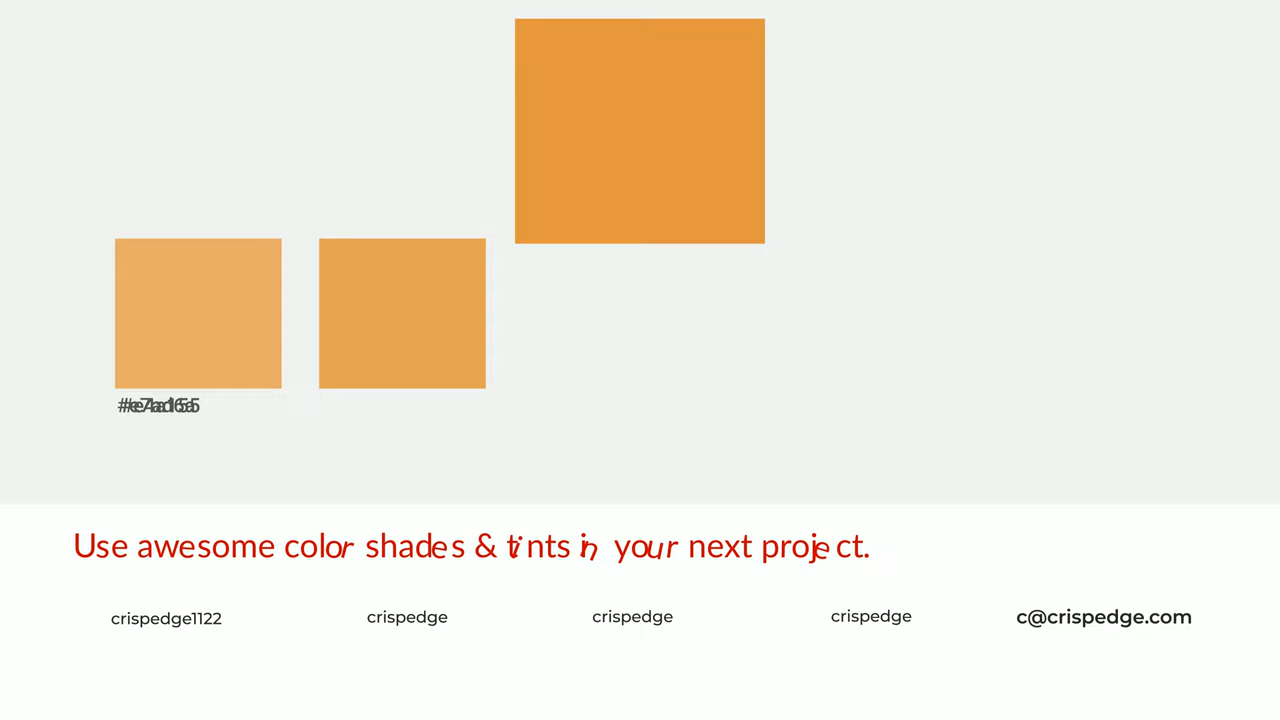 Use awesome color shades & tints in your next project.
crispedge1122 crispedge crispedge crispedge c@crispedge.com